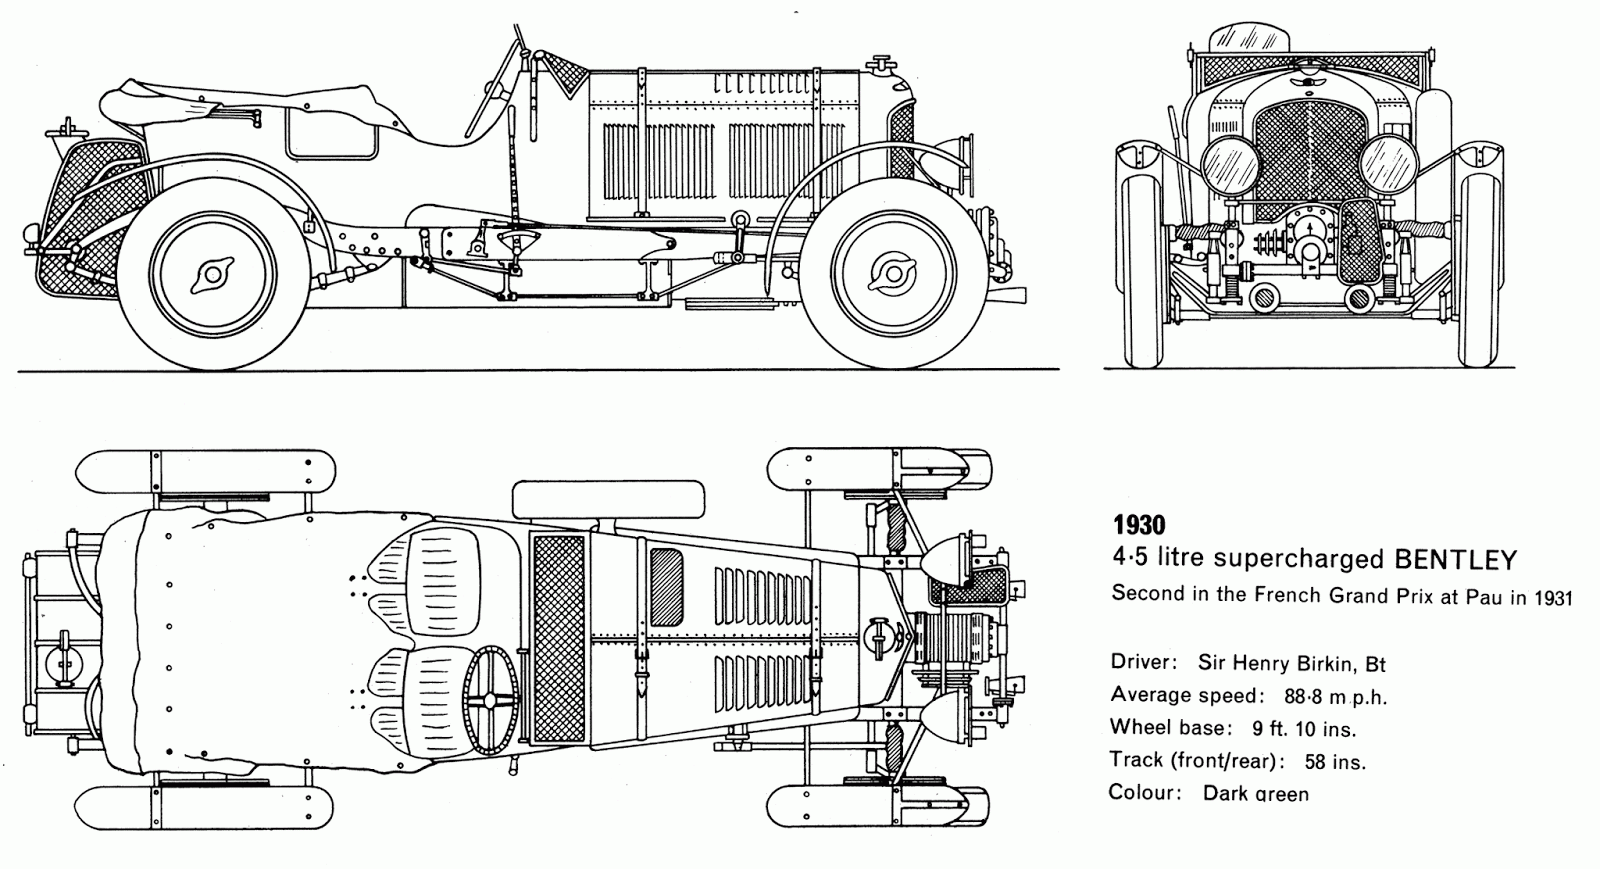 1930
4·5 litre supercharged BENTLEY
Second in the French Grand Prix at Pau in 1931
Driver: Sir Henry Birkin, Bt
Average speed: 88·8 m.p.h.
Wheel base: 9 ft. 10 ins.
Track (front/rear): 58 ins.
Colour: Dark green